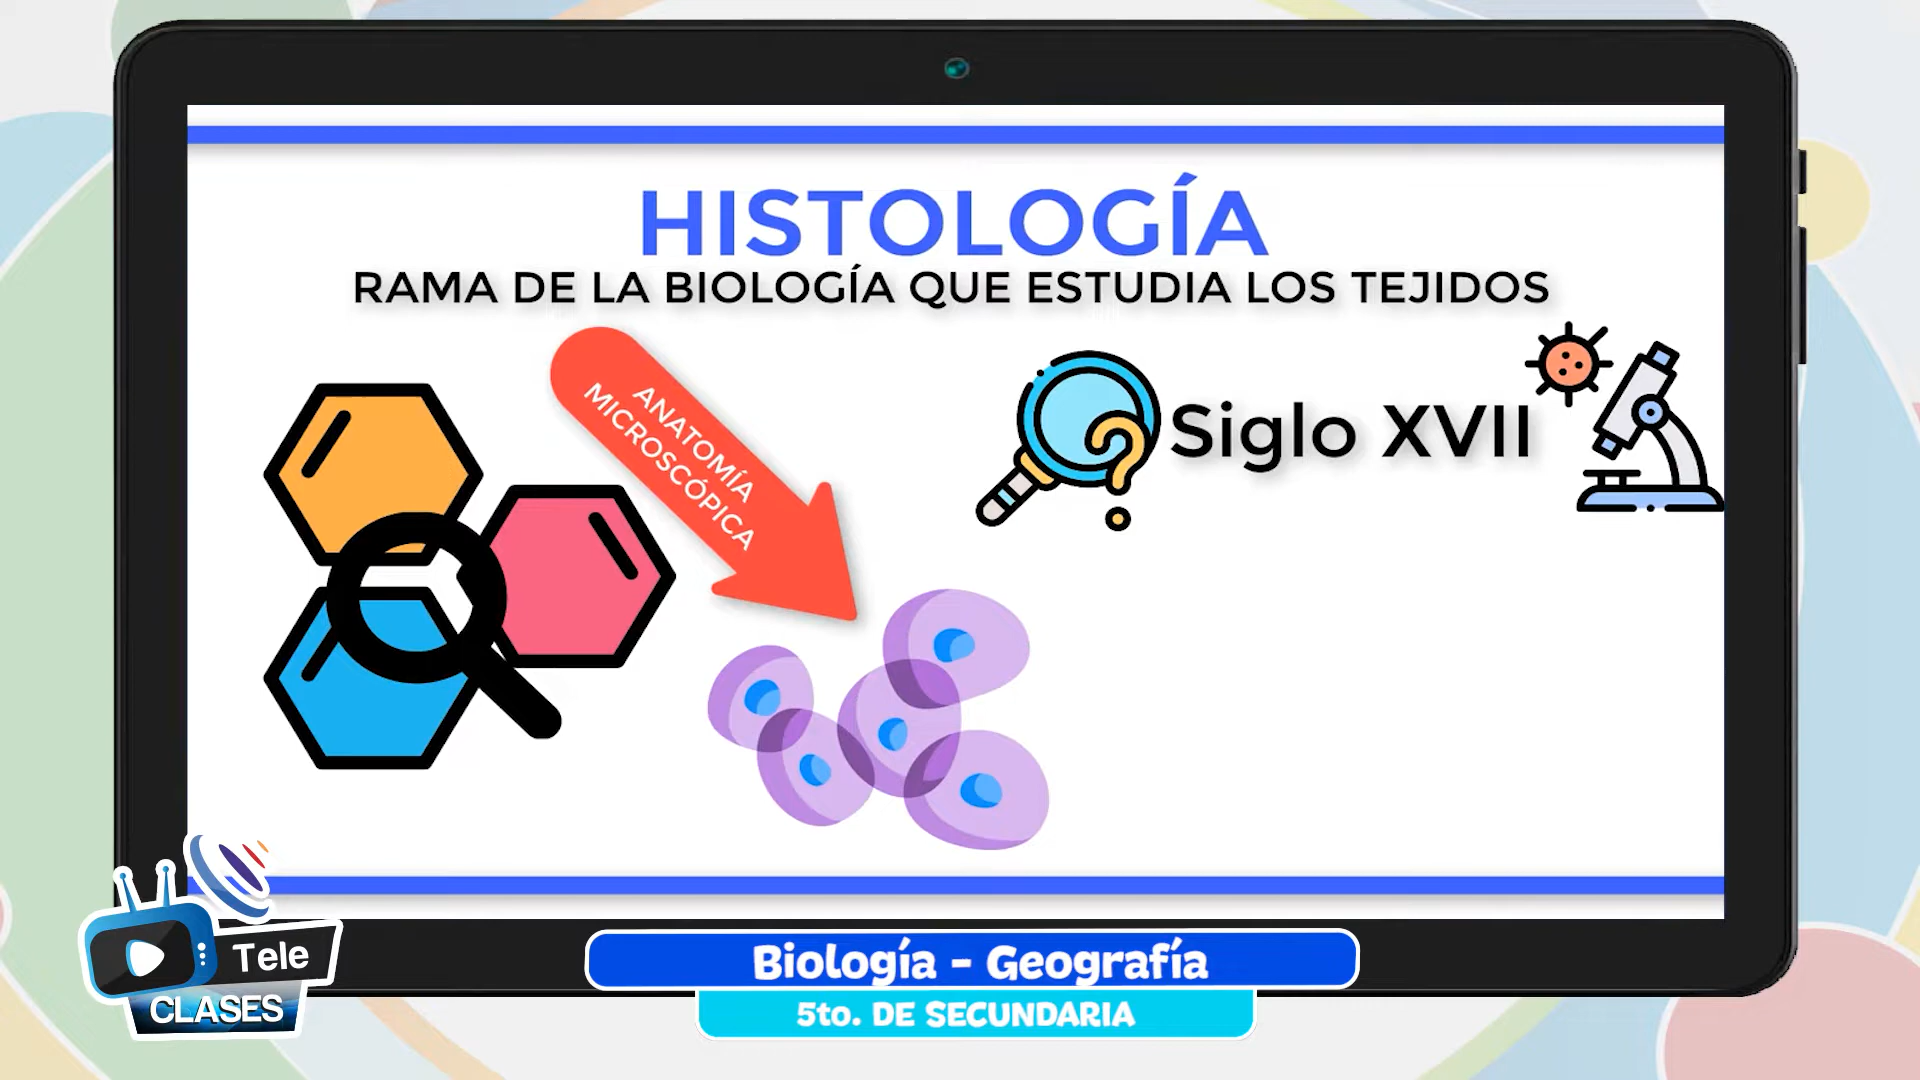 HISTOLOGÍA
RAMA DE LA BIOLOGÍA QUE ESTUDIA LOS TEJIDOS
ANATOMÍA
MICROSCÓPICA
Siglo XVII
Tele
CLASES
Biología - Geografía
5to. DE SECUNDARIA